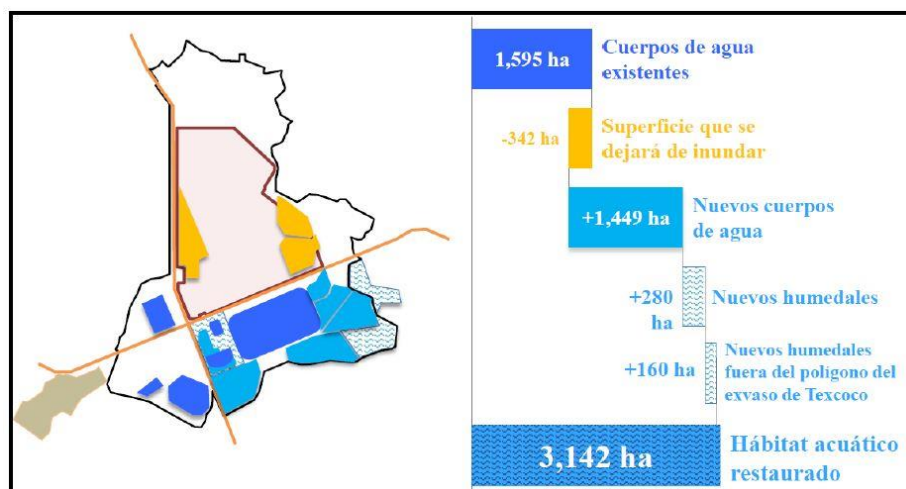 1,595 ha
Cuerpos de agua
existentes
-342 ha
Superficie que se
dejará de inundar
+1,449 ha
Nuevos cuerpos
de agua
+280
ha
Nuevos humedales
+160 ha
Nuevos humedales
fuera del polígono del
exvaso de Texcoco
3,142 ha
Hábitat acuático
restaurado